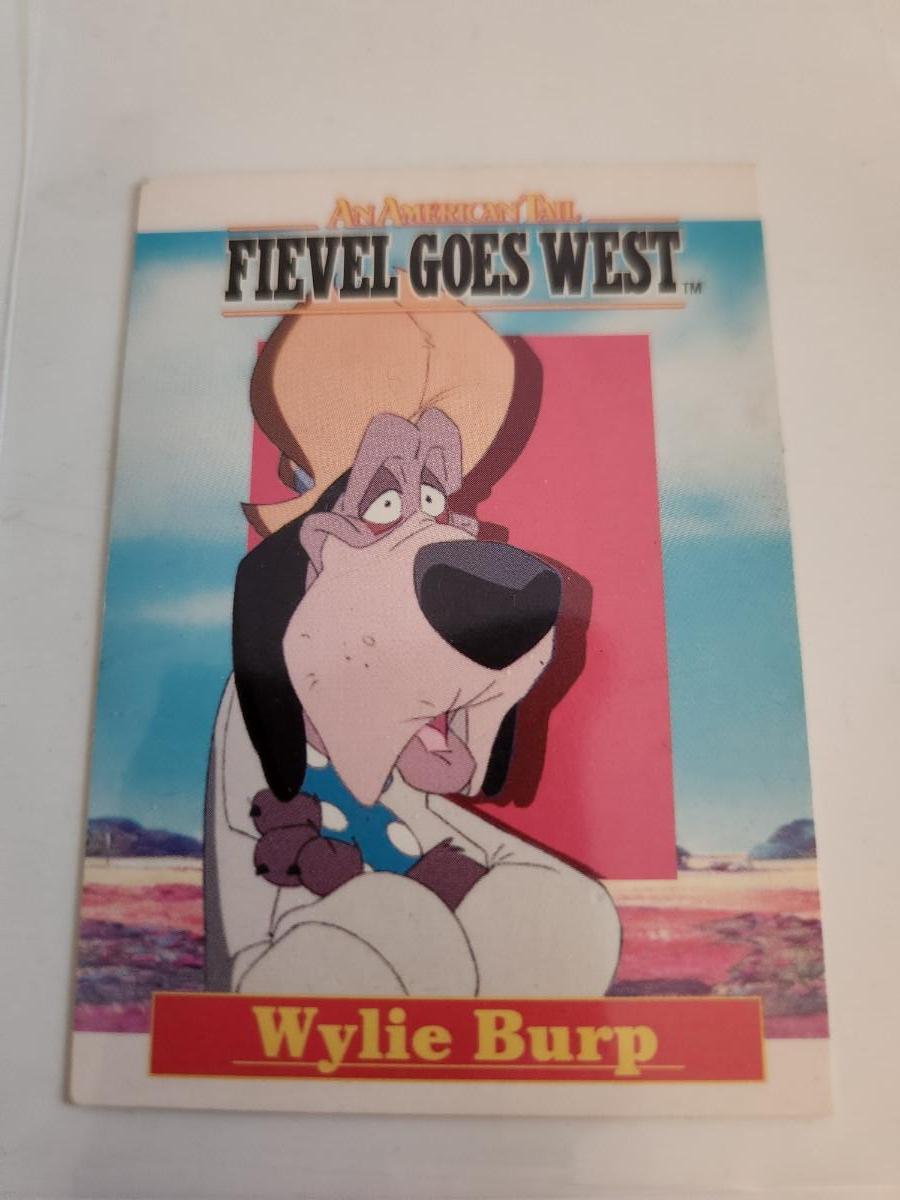 AN AMERICAN TAIL
FIEVEL GOES WEST™
Wylie Burp